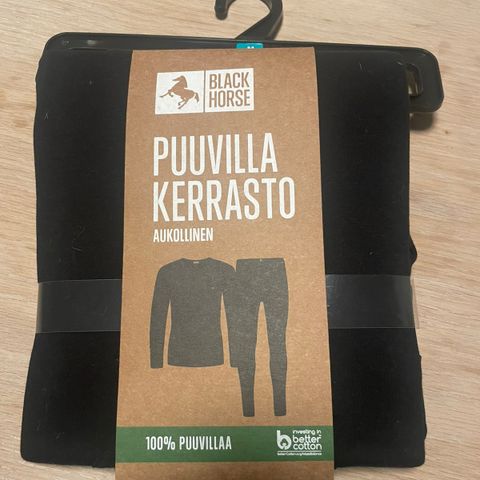 BLACK
HORSE
PUUVILLA
KERRASTO
AUKOLLINEN
100% PUUVILLAA
investing in
better
cotton